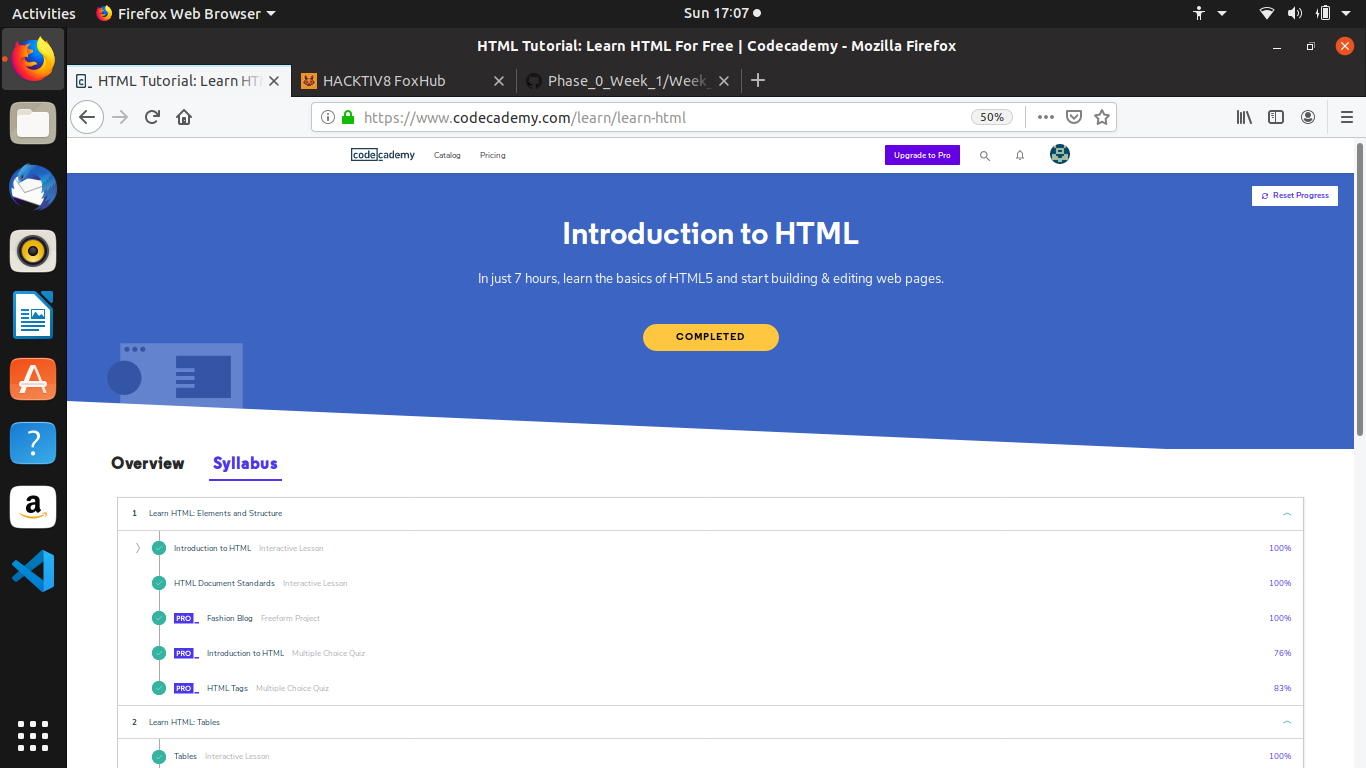 Activities Firefox Web Browser Sun 17:07
HTML Tutorial: Learn HTML For Free | Codecademy - Mozilla Firefox
HTML Tutorial: Learn HT HACKTIV8 FoxHub Phase_0_Week_1/Week_
https://www.codecademy.com/learn/learn-html 50%
codecademy Catalog Pricing Upgrade to Pro
Reset Progress
Introduction to HTML
In just 7 hours, learn the basics of HTML5 and start building & editing web pages.
COMPLETED
Overview Syllabus
1 Learn HTML: Elements and Structure
Introduction to HTML Interactive Lesson 100%
HTML Document Standards Interactive Lesson 100%
PRO Fashion Blog Freeform Project 100%
PRO Introduction to HTML Multiple Choice Quiz 76%
PRO HTML Tags Multiple Choice Quiz 83%
2 Learn HTML: Tables
Tables Interactive Lesson 100%